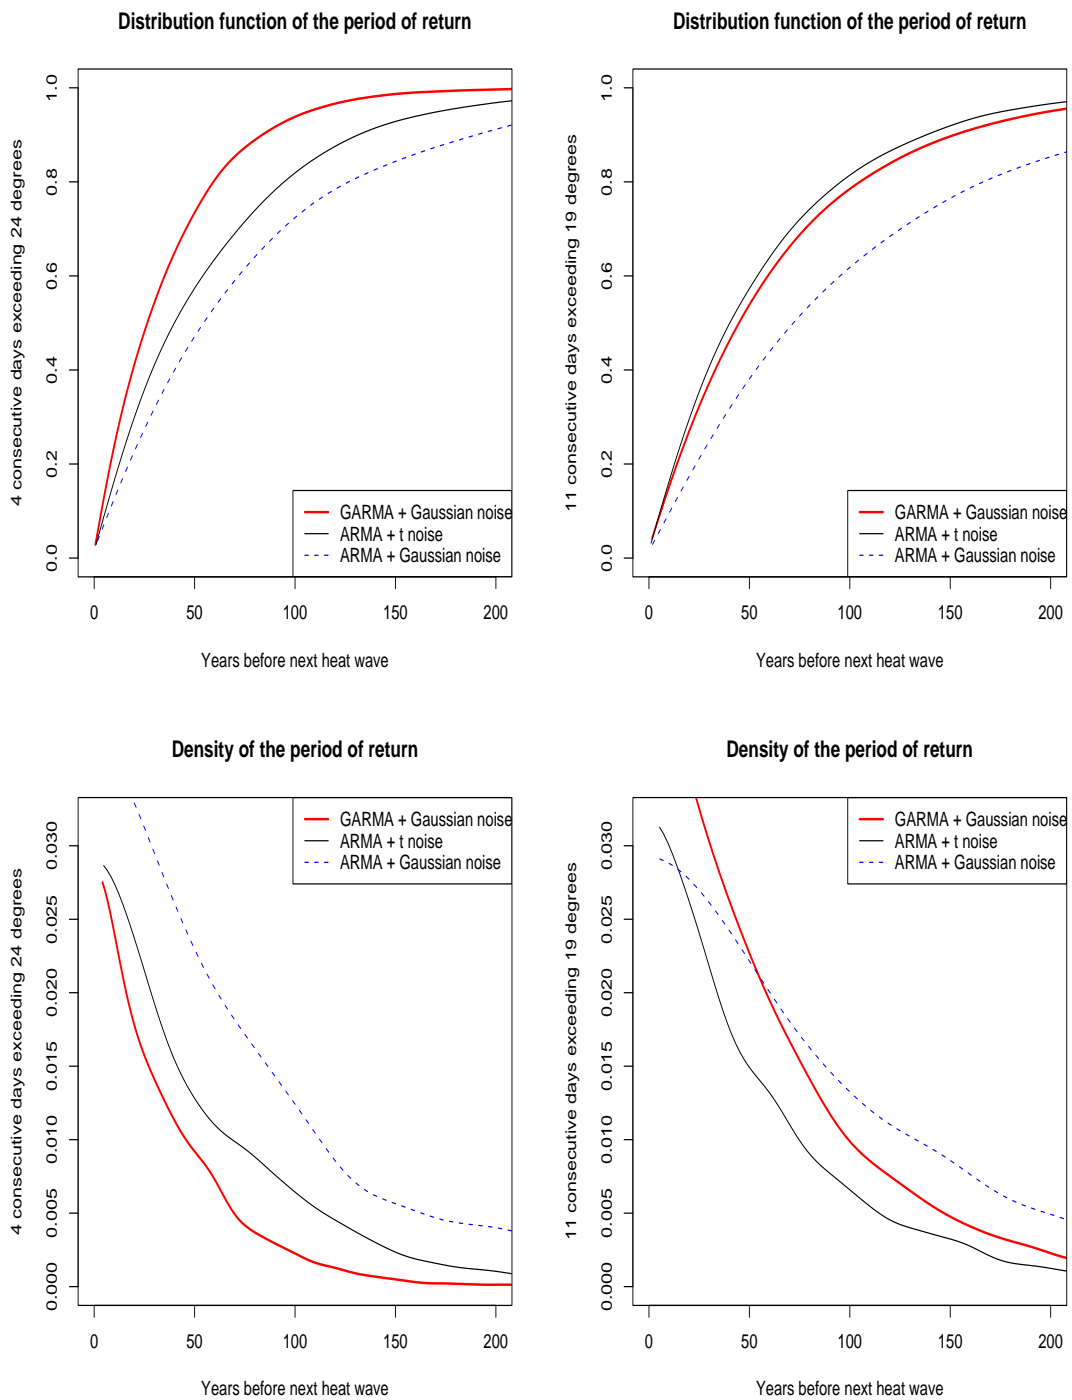 Distribution function of the period of return
4 consecutive days exceeding 24 degrees
0.0 0.2 0.4 0.6 0.8 1.0
GARMA + Gaussian noise
ARMA + t noise
ARMA + Gaussian noise
0 50 100 150 200
Years before next heat wave
Distribution function of the period of return
11 consecutive days exceeding 19 degrees
0.0 0.2 0.4 0.6 0.8 1.0
GARMA + Gaussian noise
ARMA + t noise
ARMA + Gaussian noise
0 50 100 150 200
Years before next heat wave
Density of the period of return
4 consecutive days exceeding 24 degrees
0.000 0.005 0.010 0.015 0.020 0.025 0.030
GARMA + Gaussian noise
ARMA + t noise
ARMA + Gaussian noise
0 50 100 150 200
Years before next heat wave
Density of the period of return
11 consecutive days exceeding 19 degrees
0.000 0.005 0.010 0.015 0.020 0.025 0.030
GARMA + Gaussian noise
ARMA + t noise
ARMA + Gaussian noise
0 50 100 150 200
Years before next heat wave